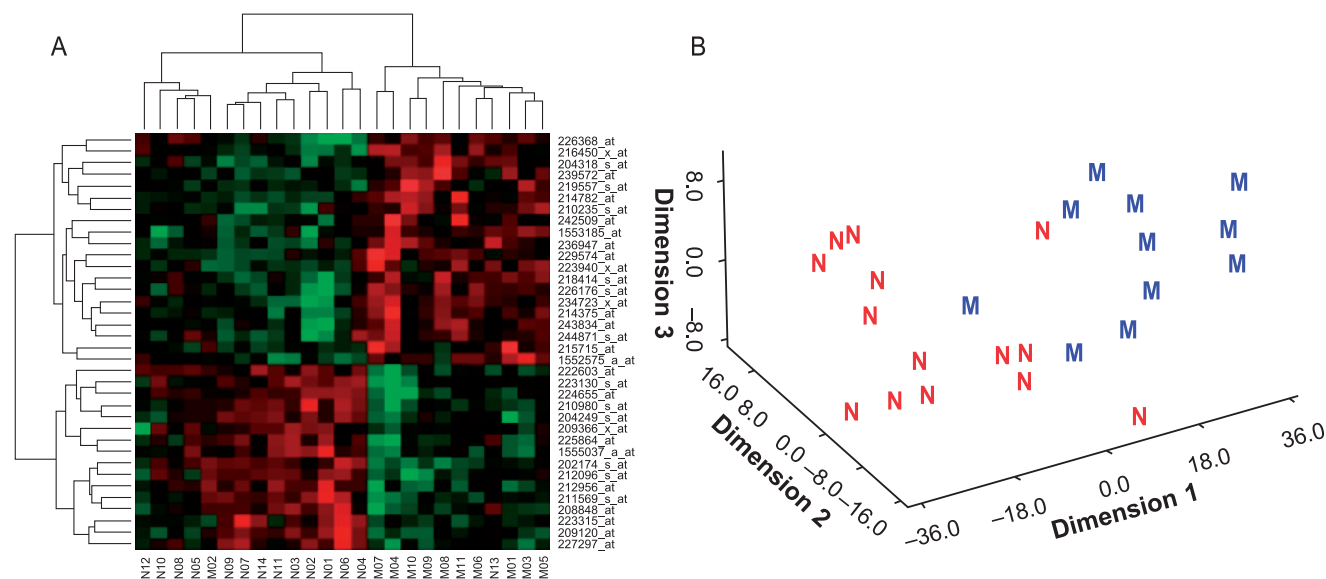 A
226368_at
216450_x_at
204318_s_at
239572_at
219557_s_at
214782_at
210235_s_at
242509_at
1553185_at
236947_at
229574_at
223940_x_at
218414_s_at
226176_s_at
234723_x_at
214375_at
243834_at
244871_s_at
215715_at
1552575_a_at
222603_at
223130_s_at
224655_at
210980_s_at
204249_s_at
209366_x_at
225864_at
1555037_a_at
202174_s_at
212096_s_at
212956_at
211569_s_at
208848_at
223315_at
209120_at
227297_at
N12 N10 N08 N05 M02 N09 N07 N14 N11 N03 N02 N01 N06 N04 M07 M04 M10 M09 M08 M11 M06 N13 M01 M03 M05
B
Dimension 3
8.0
0.0
−8.0
M
M
M
M
N
M
N
N
M
M
N
M
N
M
M
N
M
N
N
N
M
N
N
N
N
N
16.0 8.0 0.0 −8.0 −16.0
Dimension 2
−36.0 −18.0 0.0 18.0 36.0
Dimension 1